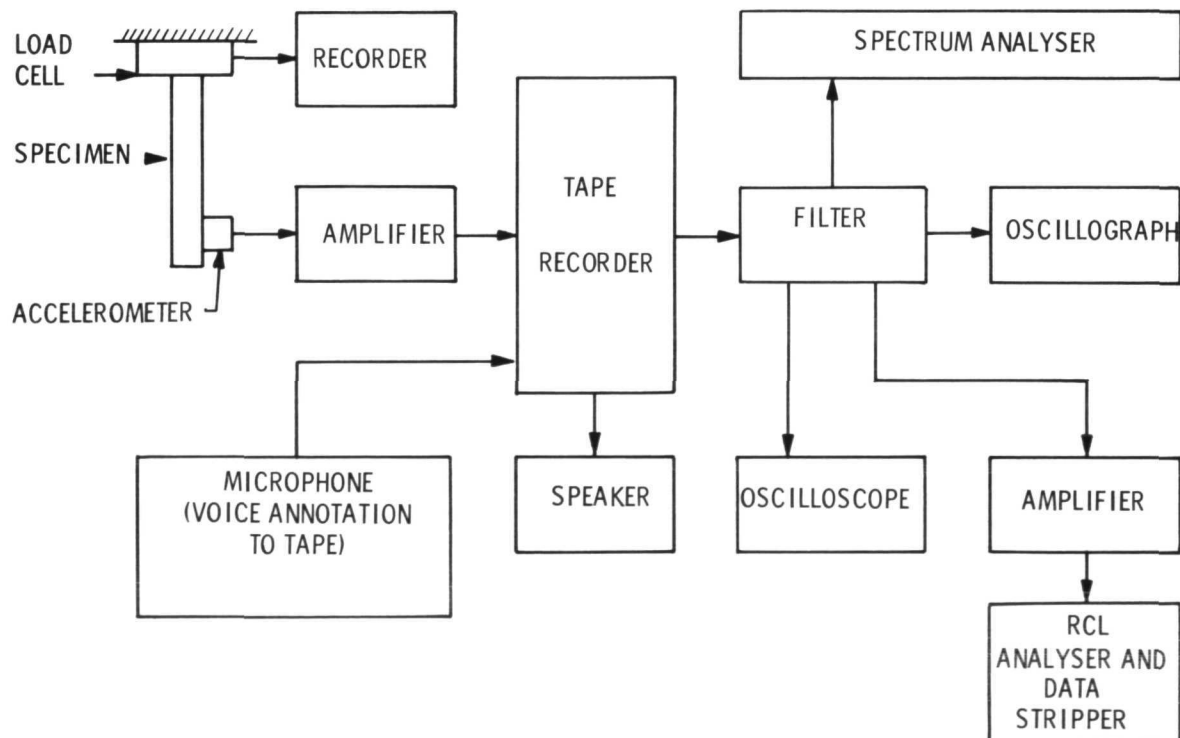 LOAD
CELL
RECORDER
SPECTRUM ANALYSER
SPECIMEN
TAPE
RECORDER
AMPLIFIER
FILTER
OSCILLOGRAPH
ACCELEROMETER
MICROPHONE
(VOICE ANNOTATION
TO TAPE)
SPEAKER
OSCILLOSCOPE
AMPLIFIER
RCL
ANALYSER AND
DATA
STRIPPER